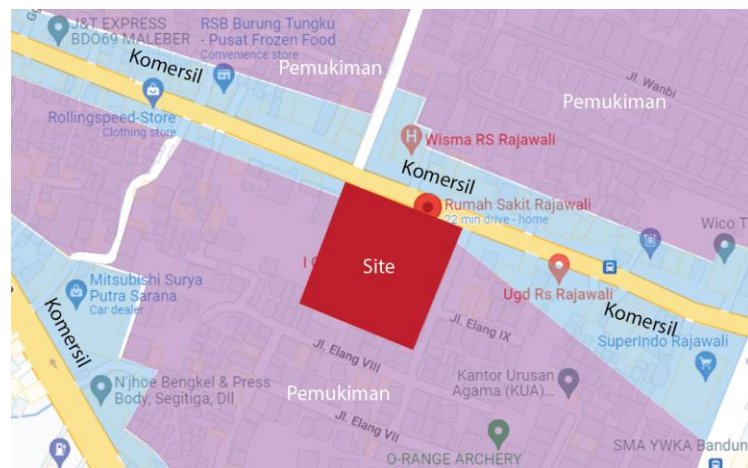 J&T EXPRESS
BDO69 MALEBER
RSB Burung Tungku
- Pusat Frozen Food
Convenience store
Komersil
Pemukiman
Jl. Wanbi
Pemukiman
Rollingspeed-Store
Clothing store
H
Wisma RS Rajawali
Komersil
Rumah Sakit Rajawali
22 min drive - home
Wico T
Site
Mitsubishi Surya
Putra Sarana
Car dealer
Ugd Rs Rajawali
Komersil
Komersil
Jl. Elang IX
SuperIndo Rajawali
Jl. Elang VIII
N'jhoe Bengkel & Press
Body, Segitiga, Dll
Pemukiman
Kantor Urusan
Agama (KUA)...
Jl. Elang VII
O-RANGE ARCHERY
SMA YWKA Bandun